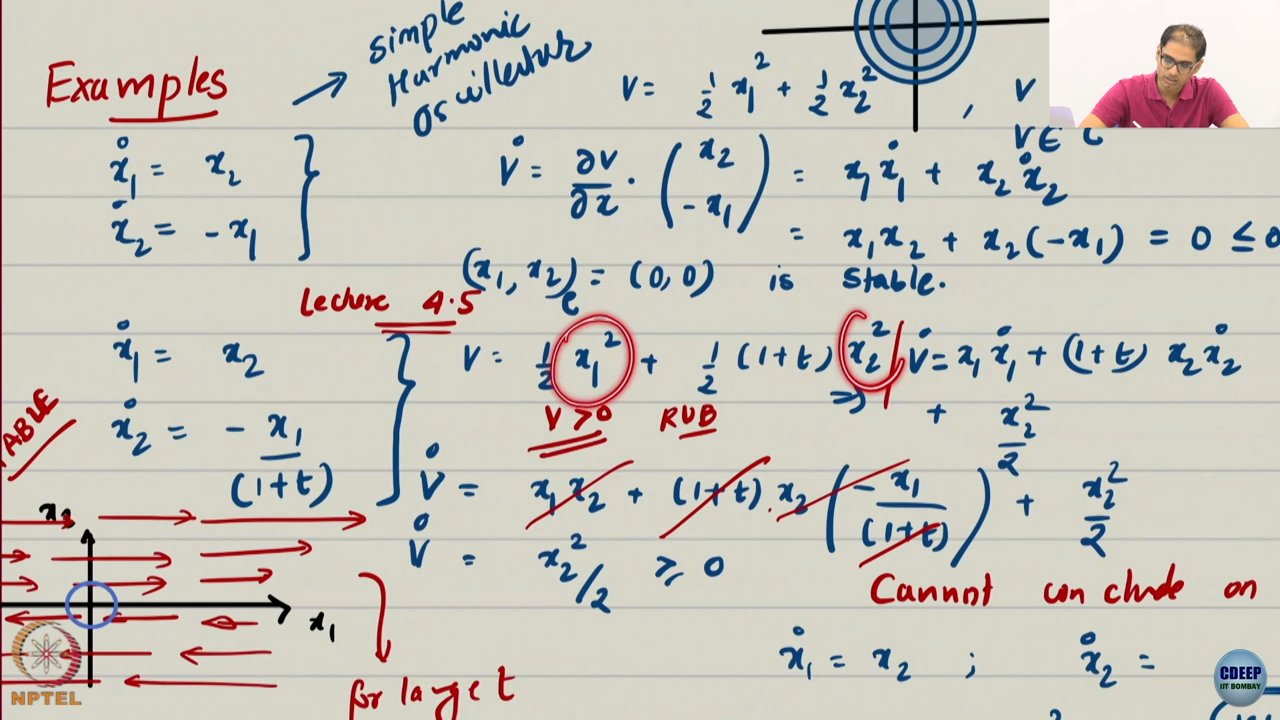 Examples
simple
Harmonic
Oscillator
V = 1/2 x₁² + 1/2 x₂² , V
V ∈ C
ẋ₁ = x₂
ẋ₂ = -x₁
V̇ = ∂V/∂x · (x₂ -x₁) = x₁ẋ₁ + x₂ẋ₂
= x₁x₂ + x₂(-x₁) = 0 ≤ 0
(x₁, x₂)e = (0,0) is stable.
Lecture 4.5
ẋ₁ = x₂
ẋ₂ = - x₁/(1+t)
V = 1/2 x₁² + 1/2 (1+t) x₂²
⇒ V̇ = x₁ẋ₁ + (1+t) x₂ẋ₂
+ x₂²/2
V > 0 RUB
V̇ = x₁x₂ + (1+t) · x₂ (-x₁/(1+t)) + x₂²/2
V̇ = x₂²/2 ≥ 0
Cannot conclude on
ABLE
x₂
x₁
for large t
ẋ₁ = x₂ ; ẋ₂ =
NPTEL
CDEEP
IIT BOMBAY